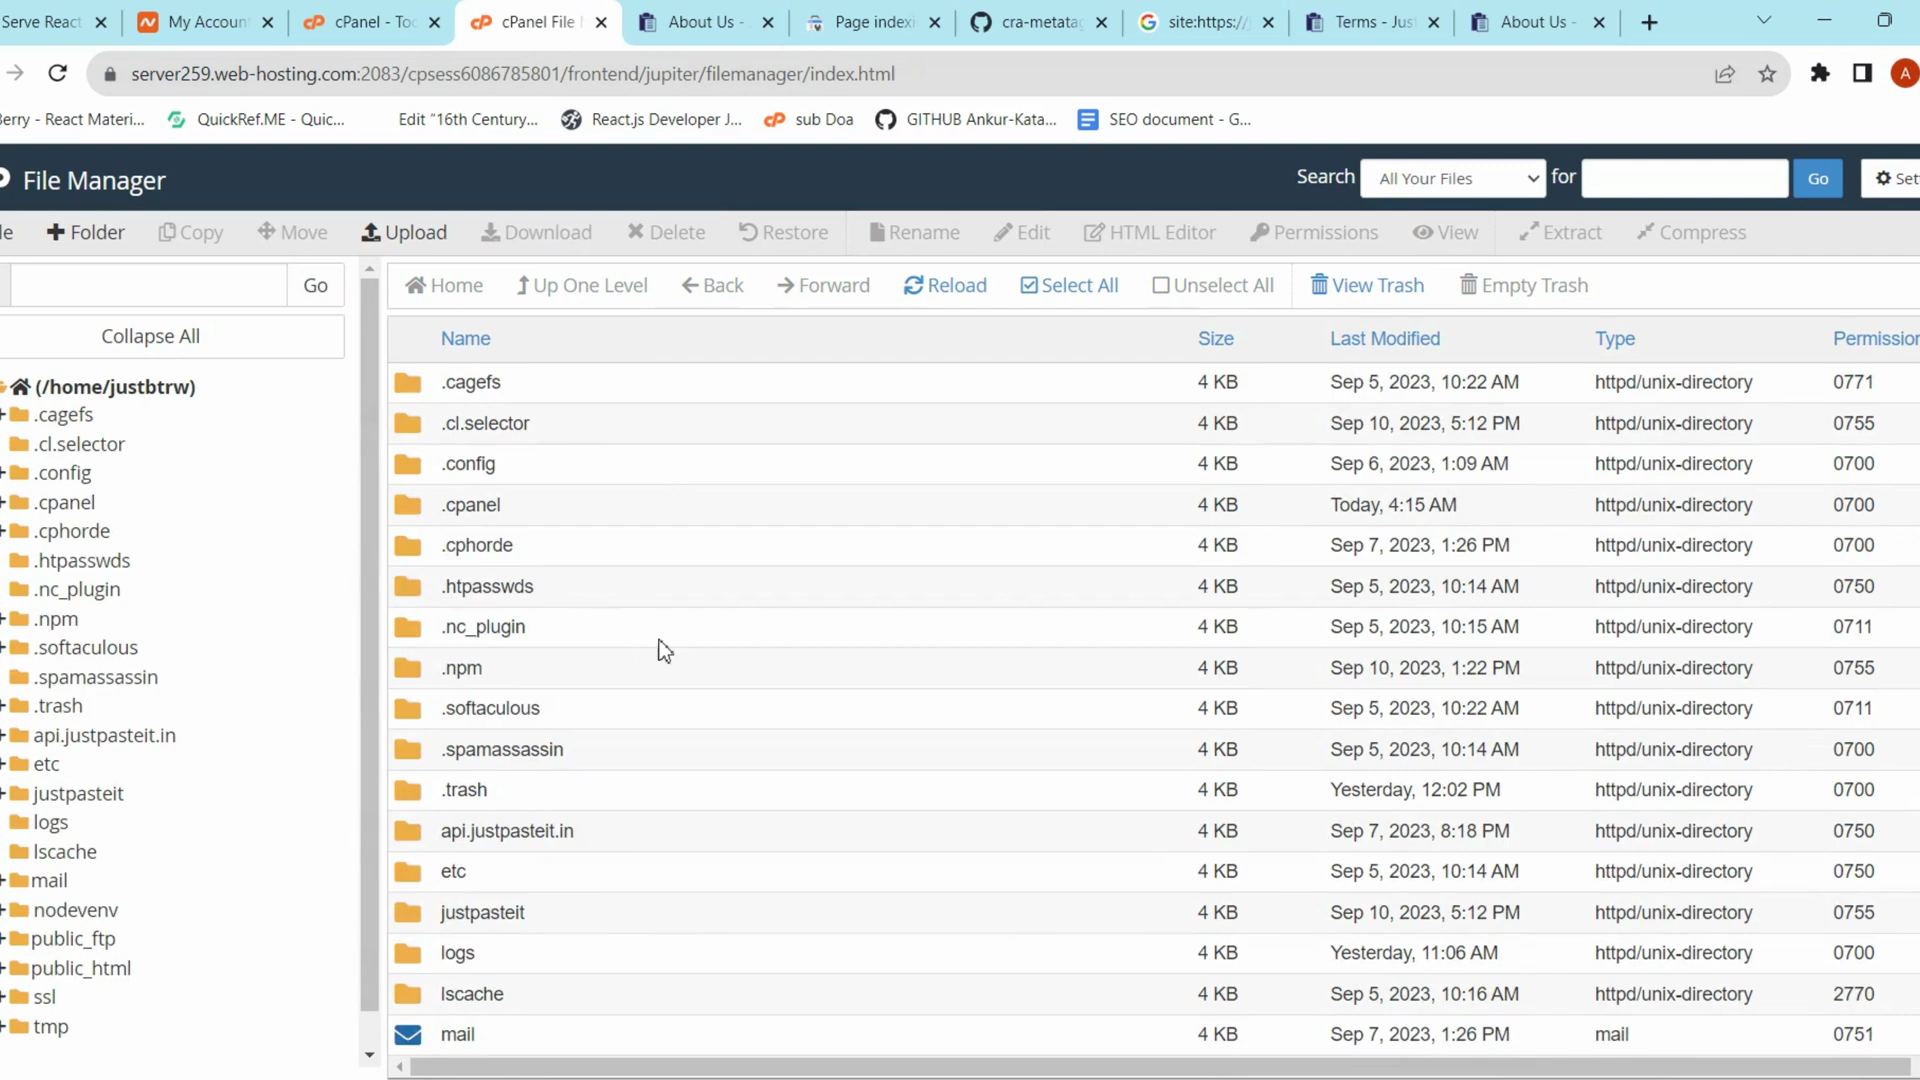 Serve React
My Accoun
cPanel - Too
cPanel File
About Us -
Page indexi
cra-metata
site:https://
Terms - Jus
About Us -
server259.web-hosting.com:2083/cpsess6086785801/frontend/jupiter/filemanager/index.html
A
Berry - React Materi...
QuickRef.ME - Quic...
Edit "16th Century...
React.js Developer J...
sub Doa
GITHUB Ankur-Kata...
SEO document - G...
File Manager
Search
All Your Files
for
Go
Set
le
Folder
Copy
Move
Upload
Download
Delete
Restore
Rename
Edit
HTML Editor
Permissions
View
Extract
Compress
Go
Home
Up One Level
Back
Forward
Reload
Select All
Unselect All
View Trash
Empty Trash
Collapse All
(/home/justbtrw)
.cagefs
.cl.selector
.config
.cpanel
.cphorde
.htpasswds
.nc_plugin
.npm
.softaculous
.spamassassin
.trash
api.justpasteit.in
etc
justpasteit
logs
lscache
mail
nodevenv
public_ftp
public_html
ssl
tmp
Name Size Last Modified Type Permission
.cagefs 4 KB Sep 5, 2023, 10:22 AM httpd/unix-directory 0771
.cl.selector 4 KB Sep 10, 2023, 5:12 PM httpd/unix-directory 0755
.config 4 KB Sep 6, 2023, 1:09 AM httpd/unix-directory 0700
.cpanel 4 KB Today, 4:15 AM httpd/unix-directory 0700
.cphorde 4 KB Sep 7, 2023, 1:26 PM httpd/unix-directory 0700
.htpasswds 4 KB Sep 5, 2023, 10:14 AM httpd/unix-directory 0750
.nc_plugin 4 KB Sep 5, 2023, 10:15 AM httpd/unix-directory 0711
.npm 4 KB Sep 10, 2023, 1:22 PM httpd/unix-directory 0755
.softaculous 4 KB Sep 5, 2023, 10:22 AM httpd/unix-directory 0711
.spamassassin 4 KB Sep 5, 2023, 10:14 AM httpd/unix-directory 0700
.trash 4 KB Yesterday, 12:02 PM httpd/unix-directory 0700
api.justpasteit.in 4 KB Sep 7, 2023, 8:18 PM httpd/unix-directory 0750
etc 4 KB Sep 5, 2023, 10:14 AM httpd/unix-directory 0750
justpasteit 4 KB Sep 10, 2023, 5:12 PM httpd/unix-directory 0755
logs 4 KB Yesterday, 11:06 AM httpd/unix-directory 0700
lscache 4 KB Sep 5, 2023, 10:16 AM httpd/unix-directory 2770
mail 4 KB Sep 7, 2023, 1:26 PM mail 0751